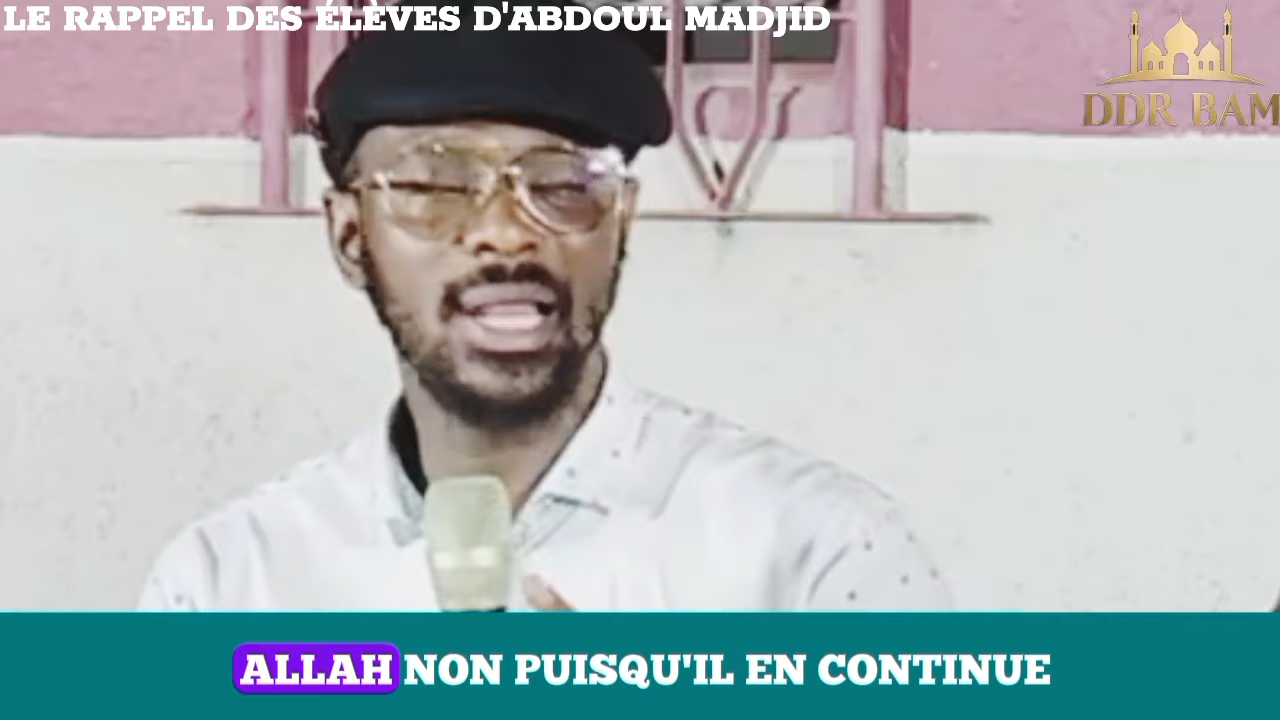 LE RAPPEL DES ÉLÈVES D'ABDOUL MADJID
DDR BAM
ALLAH NON PUISQU'IL EN CONTINUE